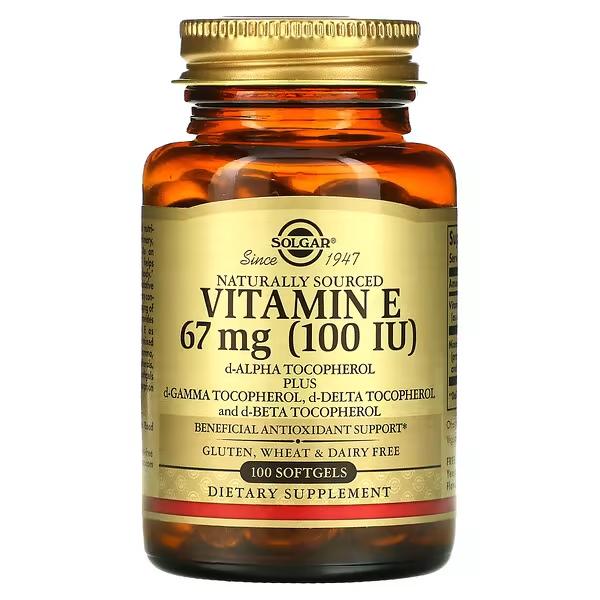 SOLGAR®
Since 1947
NATURALLY SOURCED
VITAMIN E
67 mg (100 IU)
d-ALPHA TOCOPHEROL
PLUS
d-GAMMA TOCOPHEROL, d-DELTA TOCOPHEROL
and d-BETA TOCOPHEROL
BENEFICIAL ANTIOXIDANT SUPPORT*
GLUTEN, WHEAT & DAIRY FREE
100 SOFTGELS
DIETARY SUPPLEMENT